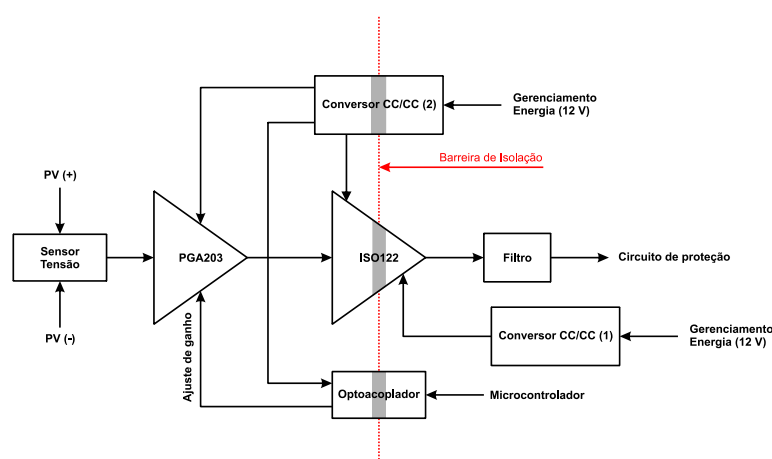 Conversor CC/CC (2)
Gerenciamento
Energia (12 V)
Barreira de Isolação
PV (+)
Sensor
Tensão
PV (-)
PGA203
ISO122
Filtro
Circuito de proteção
Conversor CC/CC (1)
Gerenciamento
Energia (12 V)
Ajuste de ganho
Optoacoplador
Microcontrolador